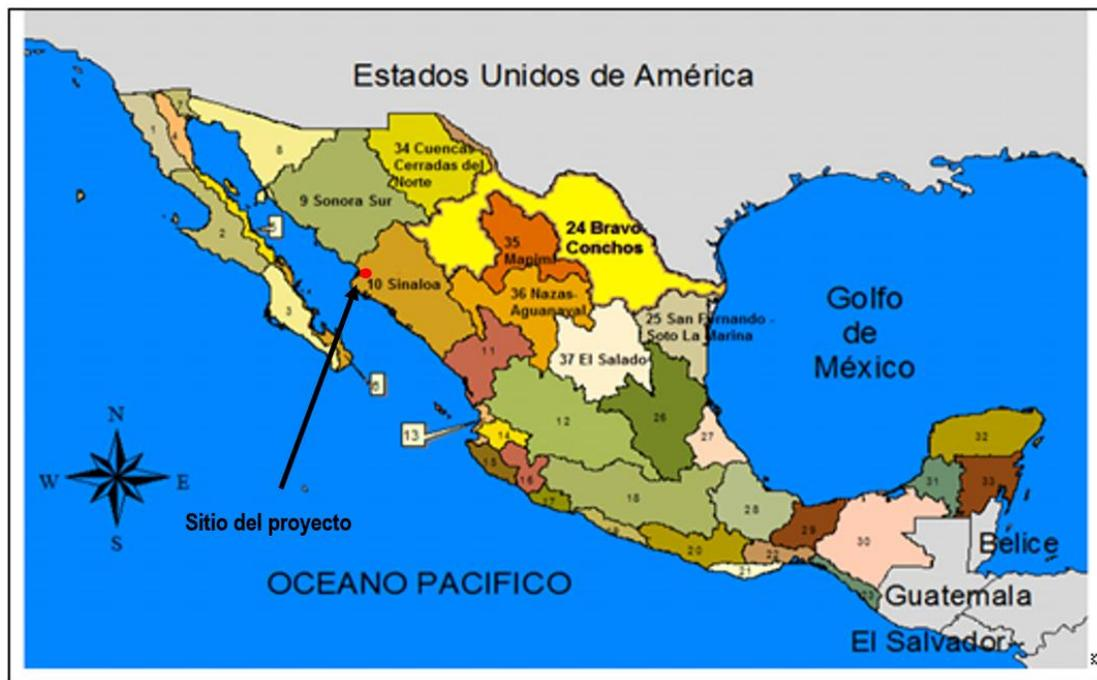 Estados Unidos de América
7
1
4
8
34 Cuencas
Cerradas del
Norte
9 Sonora Sur
5
2
24 Bravo
Conchos
35
Mapimí
10 Sinaloa
36 Nazas-
Aguanaval
3
25 San Fernando -
Soto La Marina
Golfo
de
México
11
37 El Salado
6
13
12
26
14
27
15
16
32
31
33
17
18
28
29
30
20
22
21
23
N
W
E
S
Sitio del proyecto
OCEANO PACIFICO
Bélice
Guatemala
El Salvador